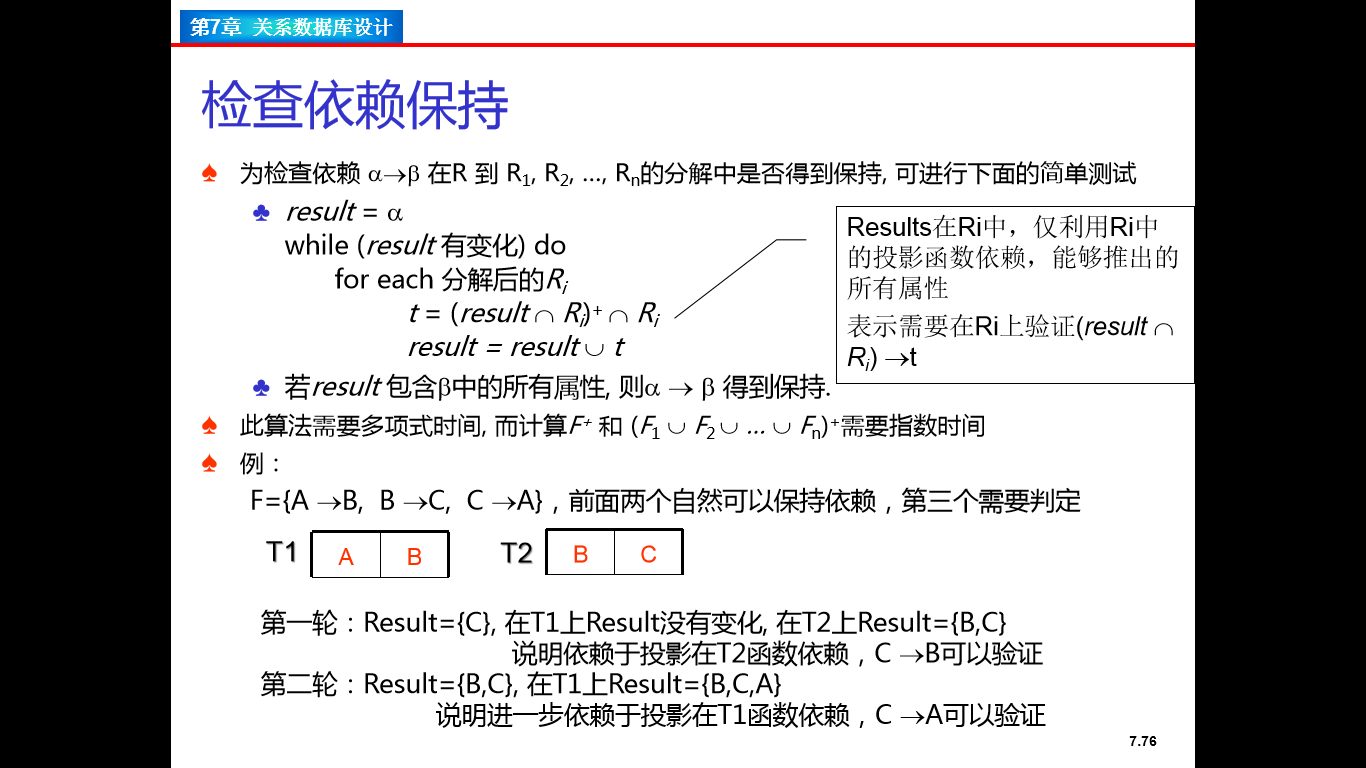 第7章 关系数据库设计
检查依赖保持
♠ 为检查依赖 α→β 在R 到 R₁, R₂, …, Rₙ的分解中是否得到保持, 可进行下面的简单测试
♣ result = α
while (result 有变化) do
for each 分解后的Rᵢ
t = (result ∩ Rᵢ)⁺ ∩ Rᵢ
result = result ∪ t
♣ 若result 包含β中的所有属性, 则α → β 得到保持.
Results在Ri中，仅利用Ri中
的投影函数依赖，能够推出的
所有属性
表示需要在Ri上验证(result ∩
Rᵢ) →t
♠ 此算法需要多项式时间, 而计算F⁺ 和 (F₁ ∪ F₂ ∪ … ∪ Fₙ)⁺需要指数时间
♠ 例：
F={A →B, B →C, C →A}，前面两个自然可以保持依赖，第三个需要判定
T1 A B T2 B C
第一轮：Result={C}, 在T1上Result没有变化, 在T2上Result={B,C}
说明依赖于投影在T2函数依赖，C →B可以验证
第二轮：Result={B,C}, 在T1上Result={B,C,A}
说明进一步依赖于投影在T1函数依赖，C →A可以验证
7.76